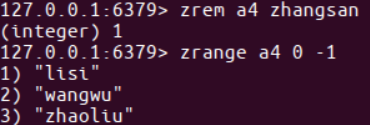 127.0.0.1:6379> zrem a4 zhangsan
(integer) 1
127.0.0.1:6379> zrange a4 0 -1
1) "lisi"
2) "wangwu"
3) "zhaoliu"